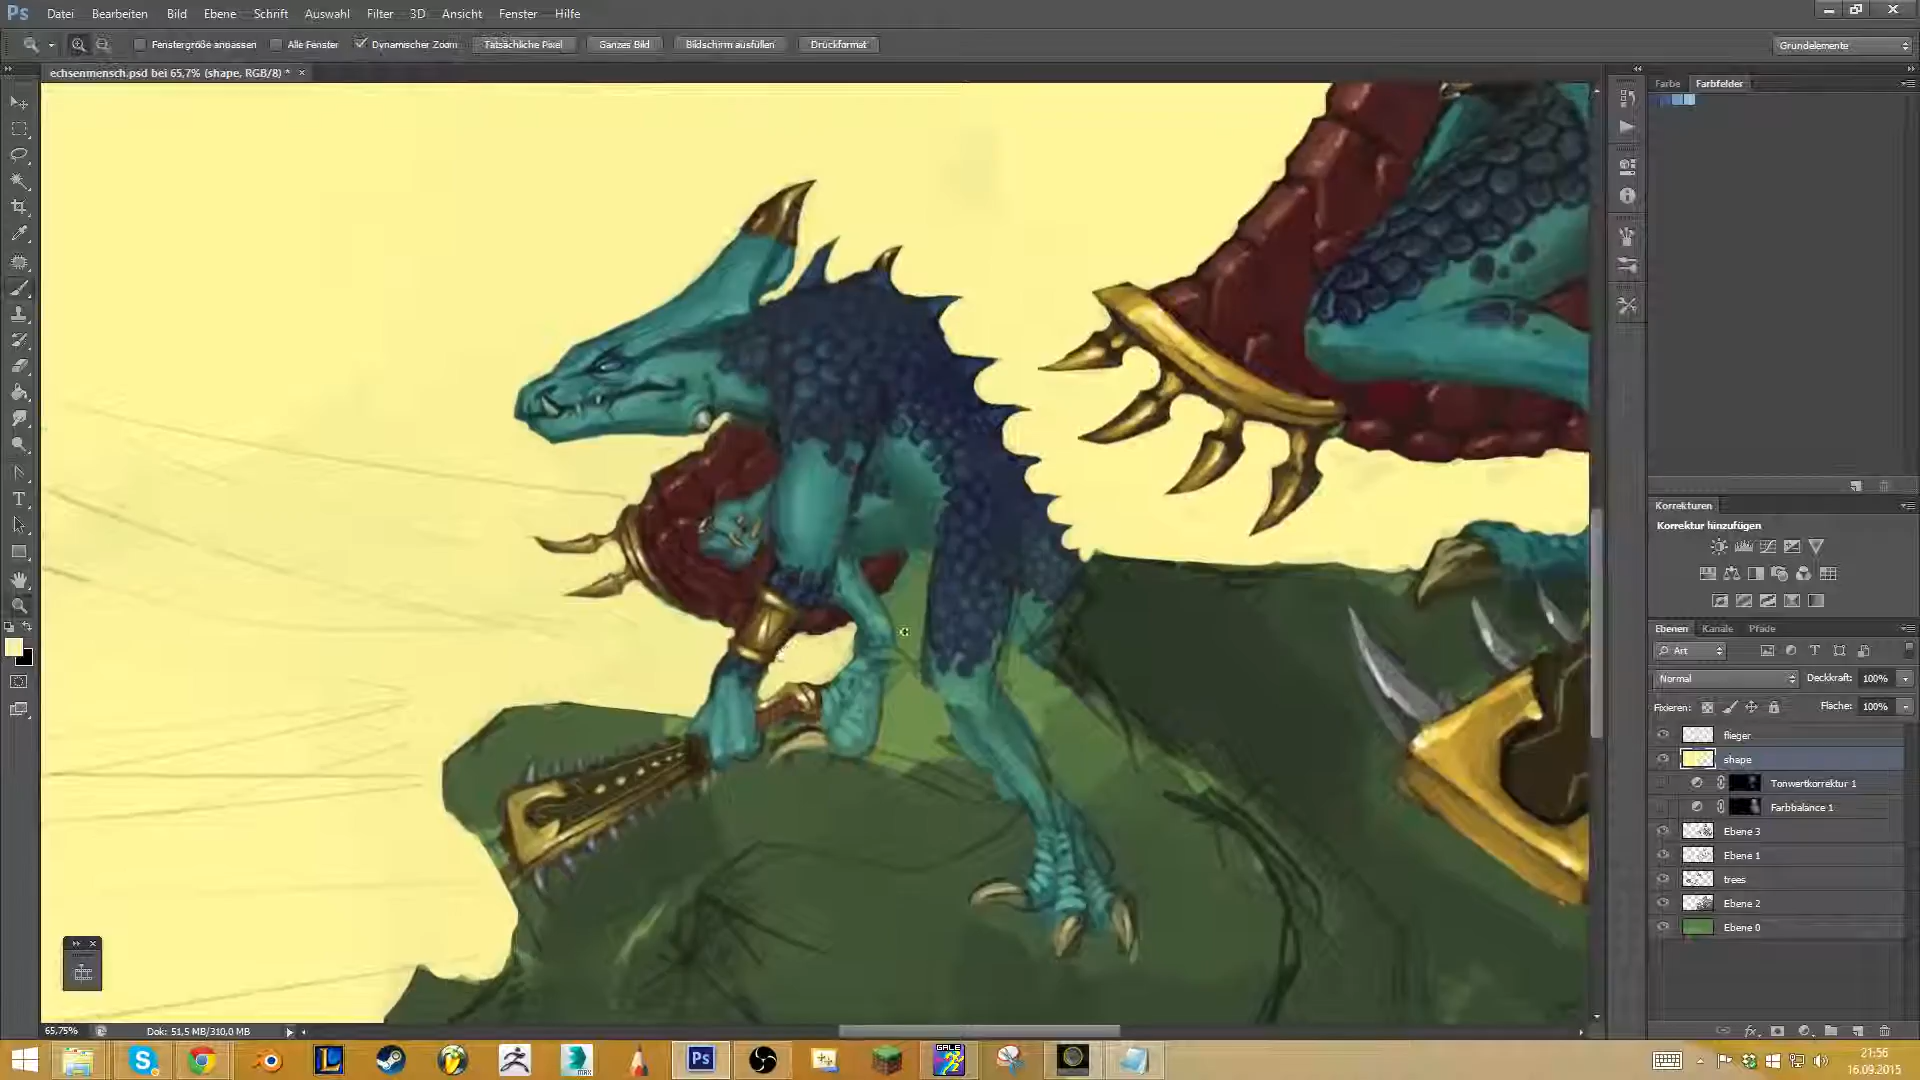 Ps Datei Bearbeiten Bild Ebene Schrift Auswahl Filter 3D Ansicht Fenster Hilfe
Fenstergröße anpassen Alle Fenster Dynamischer Zoom Tatsächliche Pixel Ganzes Bild Bildschirm ausfüllen Druckformat Grundelemente
echsenmensch.psd bei 65,7% (shape, RGB/8) * ×
Farbe Farbfelder
Korrekturen
Korrektur hinzufügen
Ebenen Kanäle Pfade
Art
Normal Deckkraft: 100%
Fixieren: Fläche: 100%
flieger
shape
Tonwertkorrektur 1
Farbbalance 1
Ebene 3
Ebene 1
trees
Ebene 2
Ebene 0
65,75% Dok: 51,5 MB/310,0 MB
S L MAX Ps GALE
21:56
16.09.2015